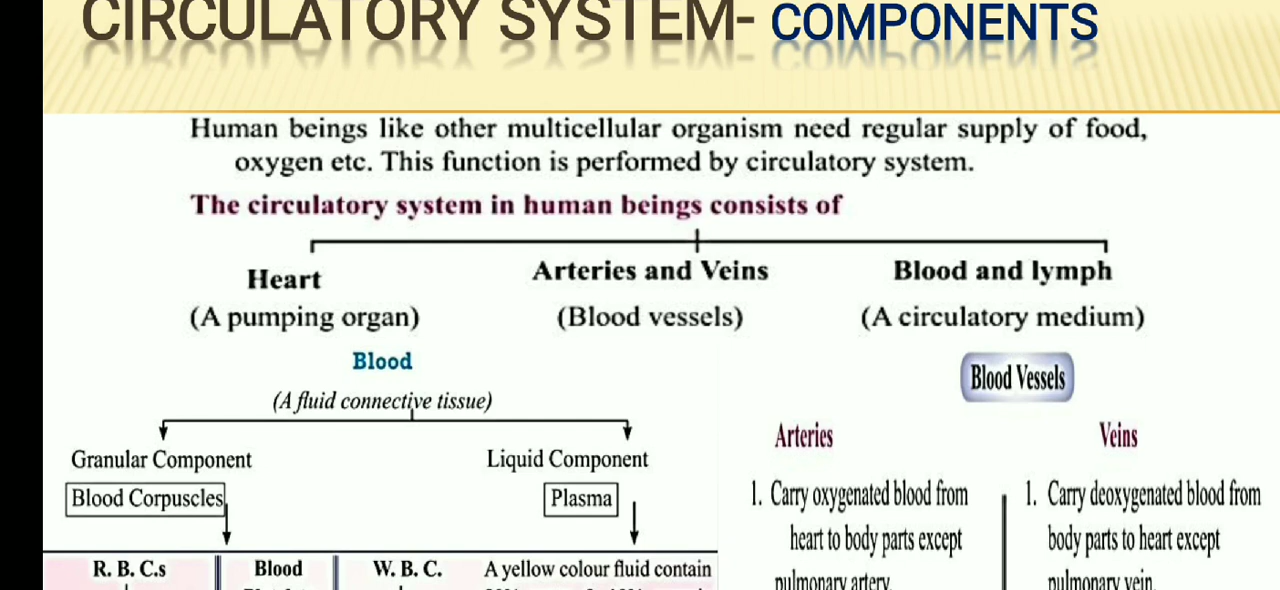 CIRCULATORY SYSTEM- COMPONENTS
Human beings like other multicellular organism need regular supply of food,
oxygen etc. This function is performed by circulatory system.
The circulatory system in human beings consists of
Heart
(A pumping organ)
Arteries and Veins
(Blood vessels)
Blood and lymph
(A circulatory medium)
Blood
(A fluid connective tissue)
Granular Component
Blood Corpuscles
Liquid Component
Plasma
R. B. C.s
Blood
W. B. C.
A yellow colour fluid contain
Blood Vessels
Arteries
1. Carry oxygenated blood from
heart to body parts except
pulmonary artery.
Veins
1. Carry deoxygenated blood from
body parts to heart except
pulmonary vein.